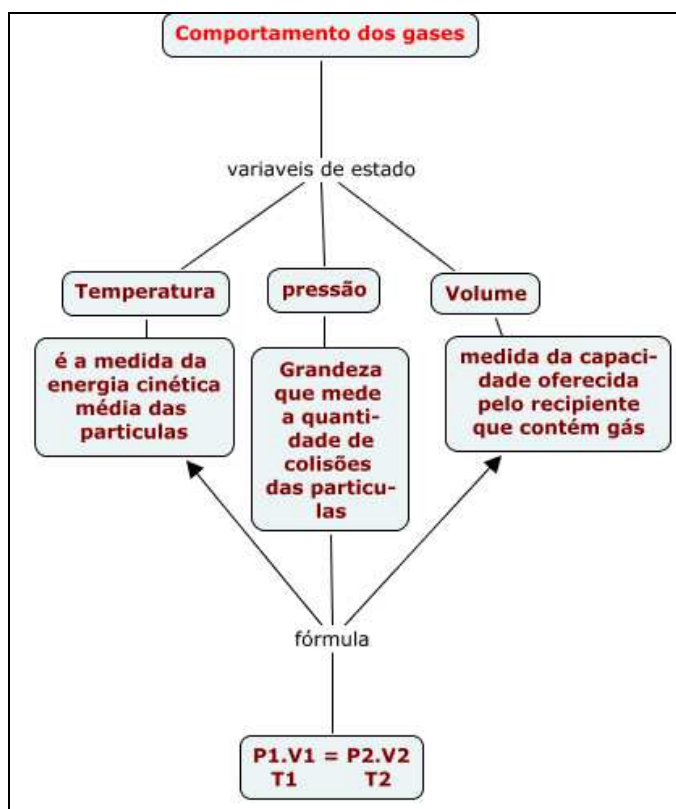 Comportamento dos gases
variaveis de estado
Temperatura
pressão
Volume
é a medida da
energia cinética
média das
particulas
Grandeza
que mede
a quanti-
dade de
colisões
das particu-
las
medida da capaci-
dade oferecida
pelo recipiente
que contém gás
fórmula
P1.V1 = P2.V2
T1 T2